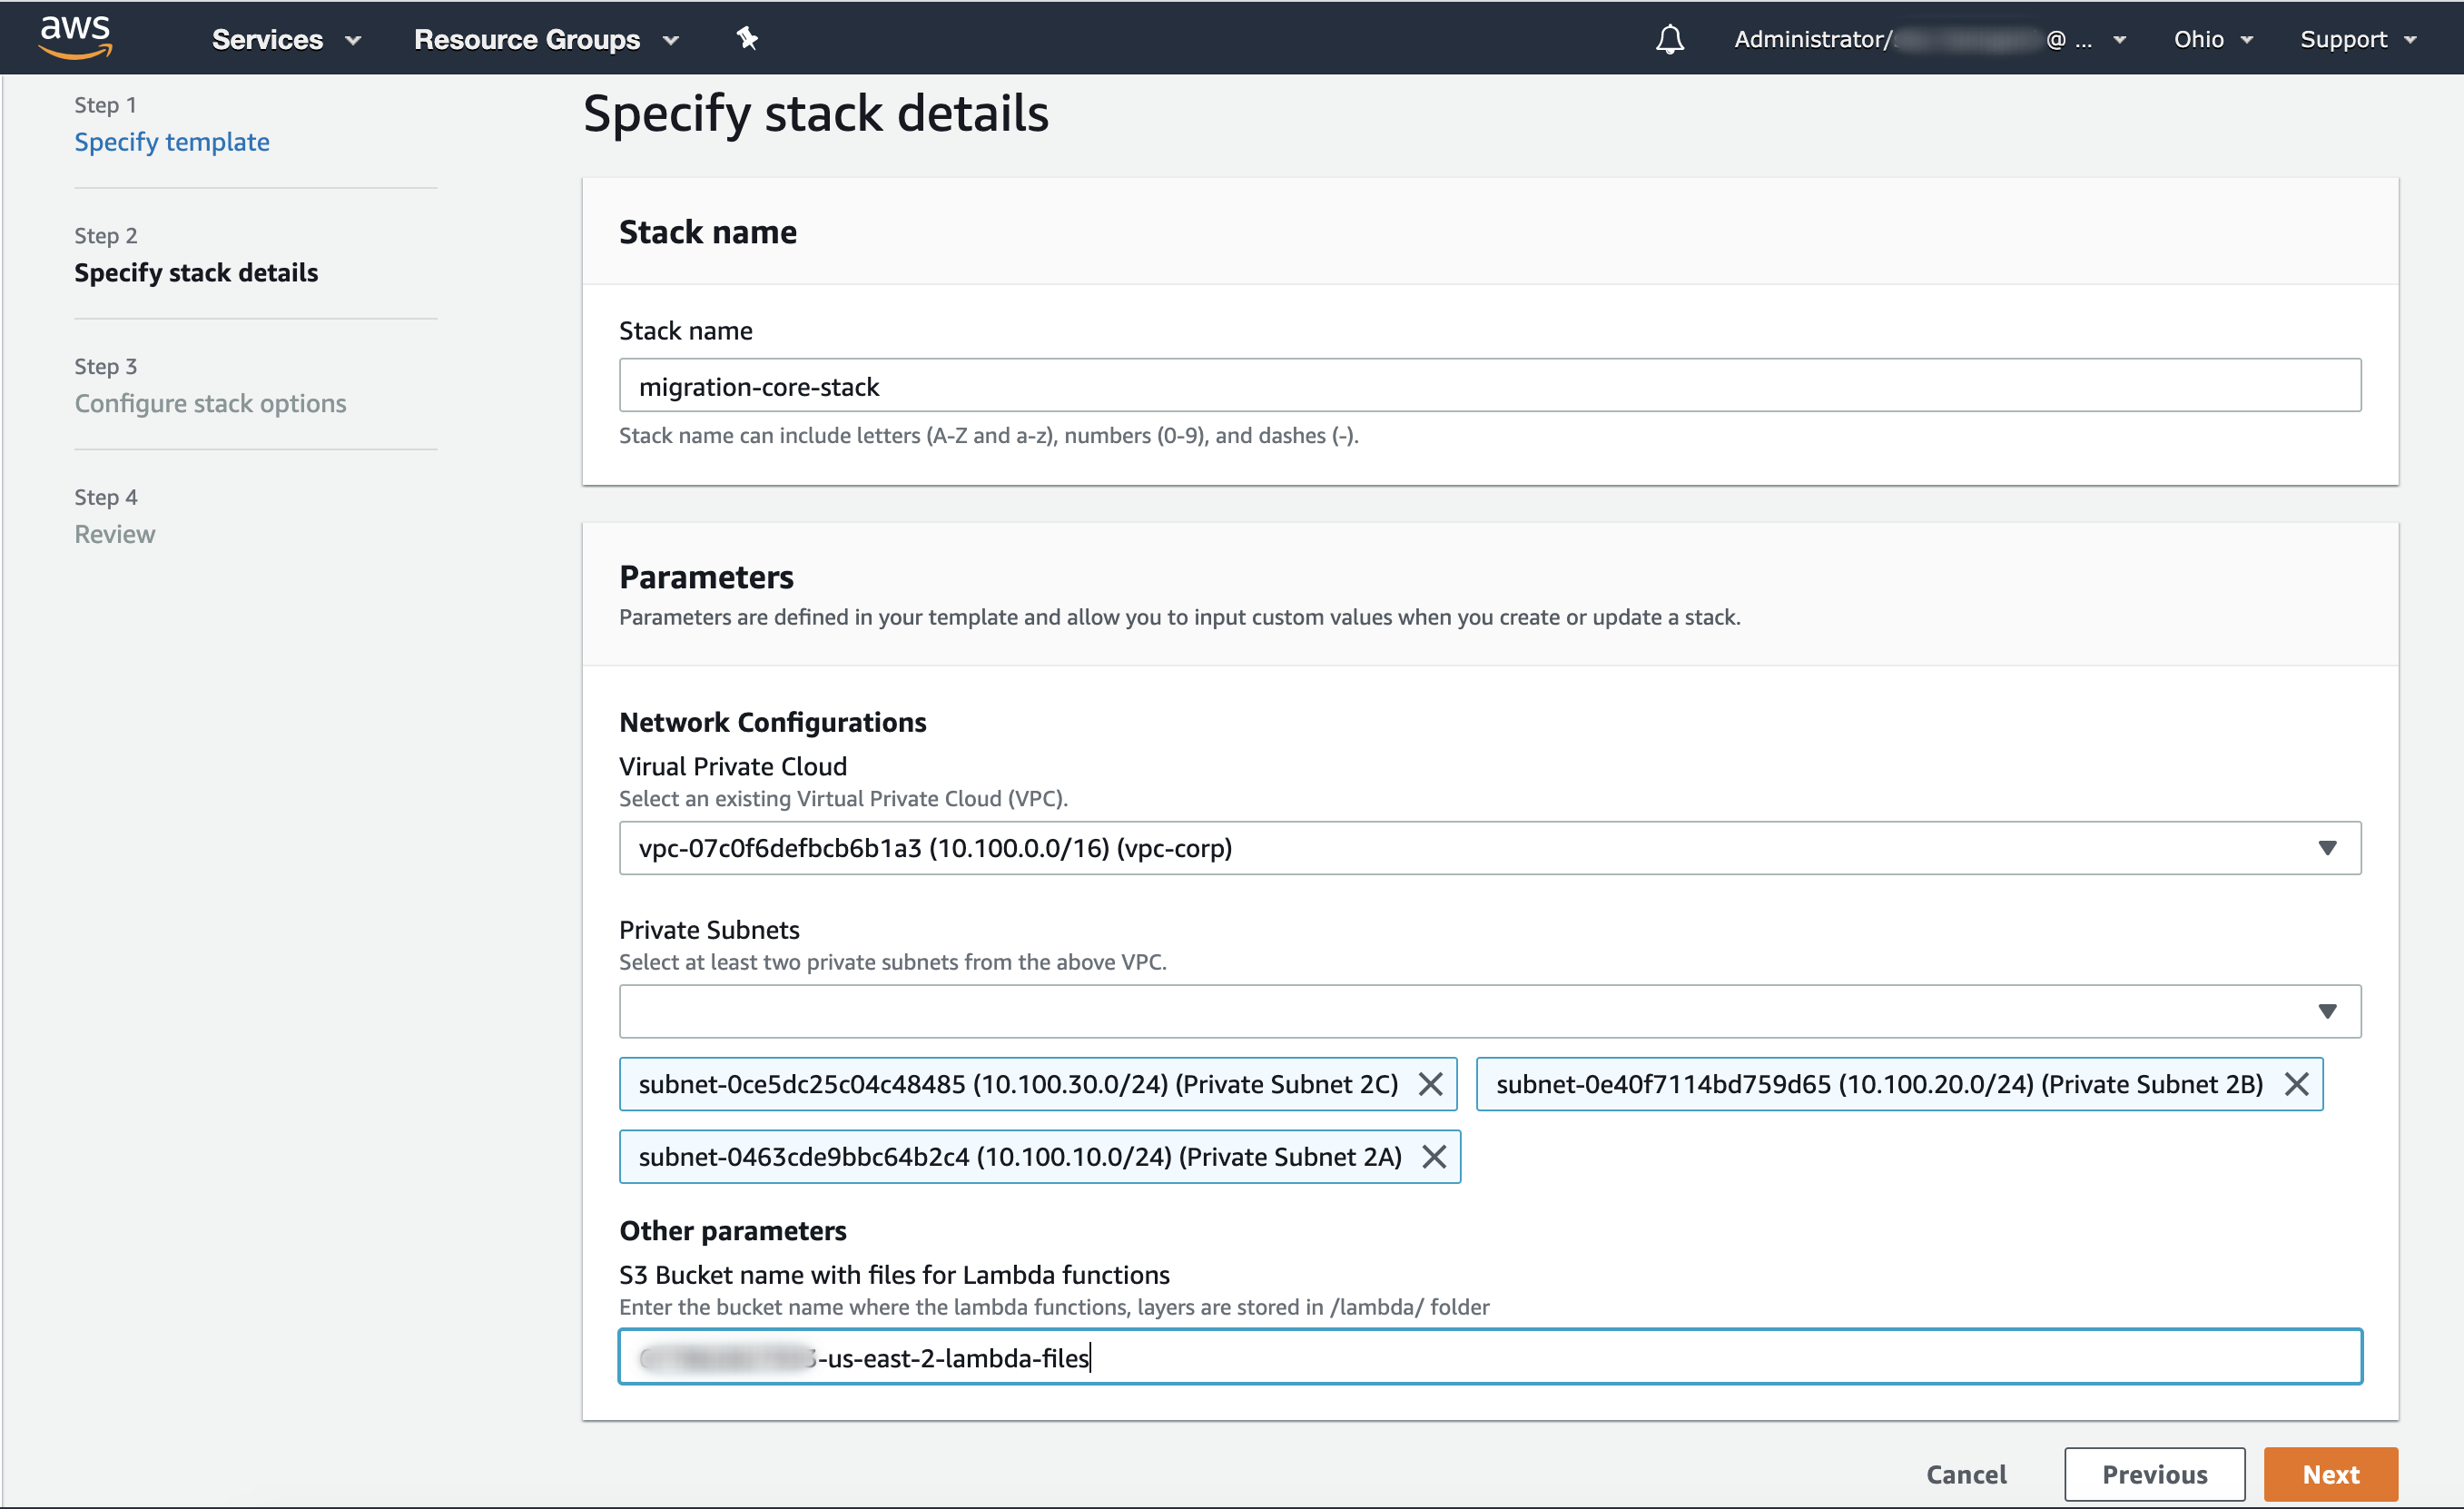 aws Services Resource Groups Administrator/ @ ... Ohio Support
Step 1
Specify template
Step 2
Specify stack details
Step 3
Configure stack options
Step 4
Review
Specify stack details
Stack name
Stack name
migration-core-stack
Stack name can include letters (A-Z and a-z), numbers (0-9), and dashes (-).
Parameters
Parameters are defined in your template and allow you to input custom values when you create or update a stack.
Network Configurations
Virual Private Cloud
Select an existing Virtual Private Cloud (VPC).
vpc-07c0f6defbcb6b1a3 (10.100.0.0/16) (vpc-corp)
Private Subnets
Select at least two private subnets from the above VPC.
subnet-0ce5dc25c04c48485 (10.100.30.0/24) (Private Subnet 2C) subnet-0e40f7114bd759d65 (10.100.20.0/24) (Private Subnet 2B)
subnet-0463cde9bbc64b2c4 (10.100.10.0/24) (Private Subnet 2A)
Other parameters
S3 Bucket name with files for Lambda functions
Enter the bucket name where the lambda functions, layers are stored in /lambda/ folder
-us-east-2-lambda-files
Cancel Previous Next